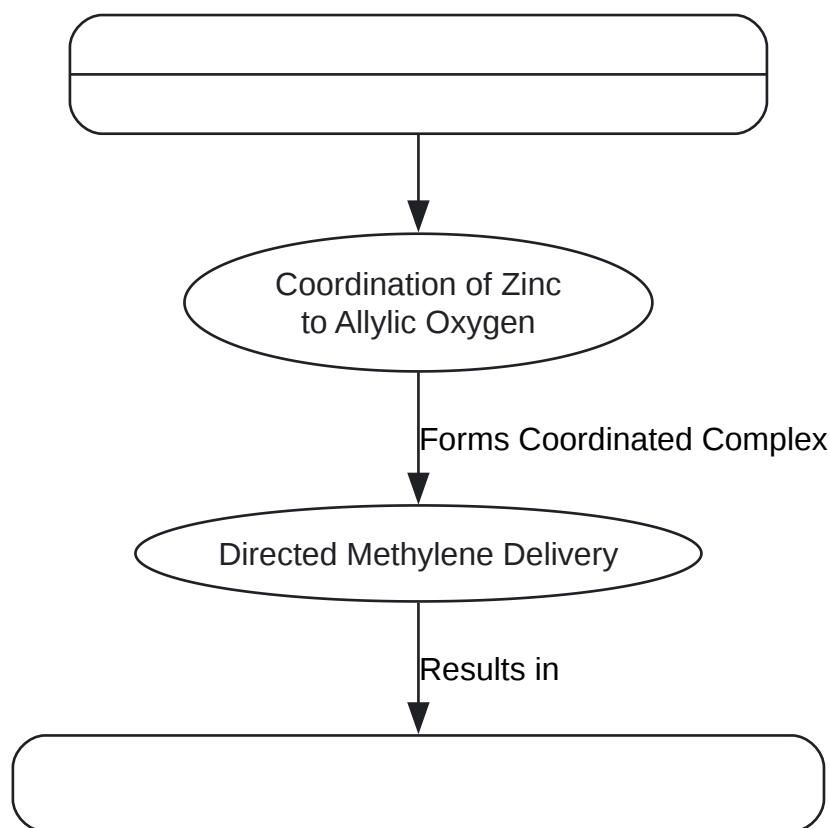 Coordination of Zinc
to Allylic Oxygen
Forms Coordinated Complex
Directed Methylene Delivery
Results in